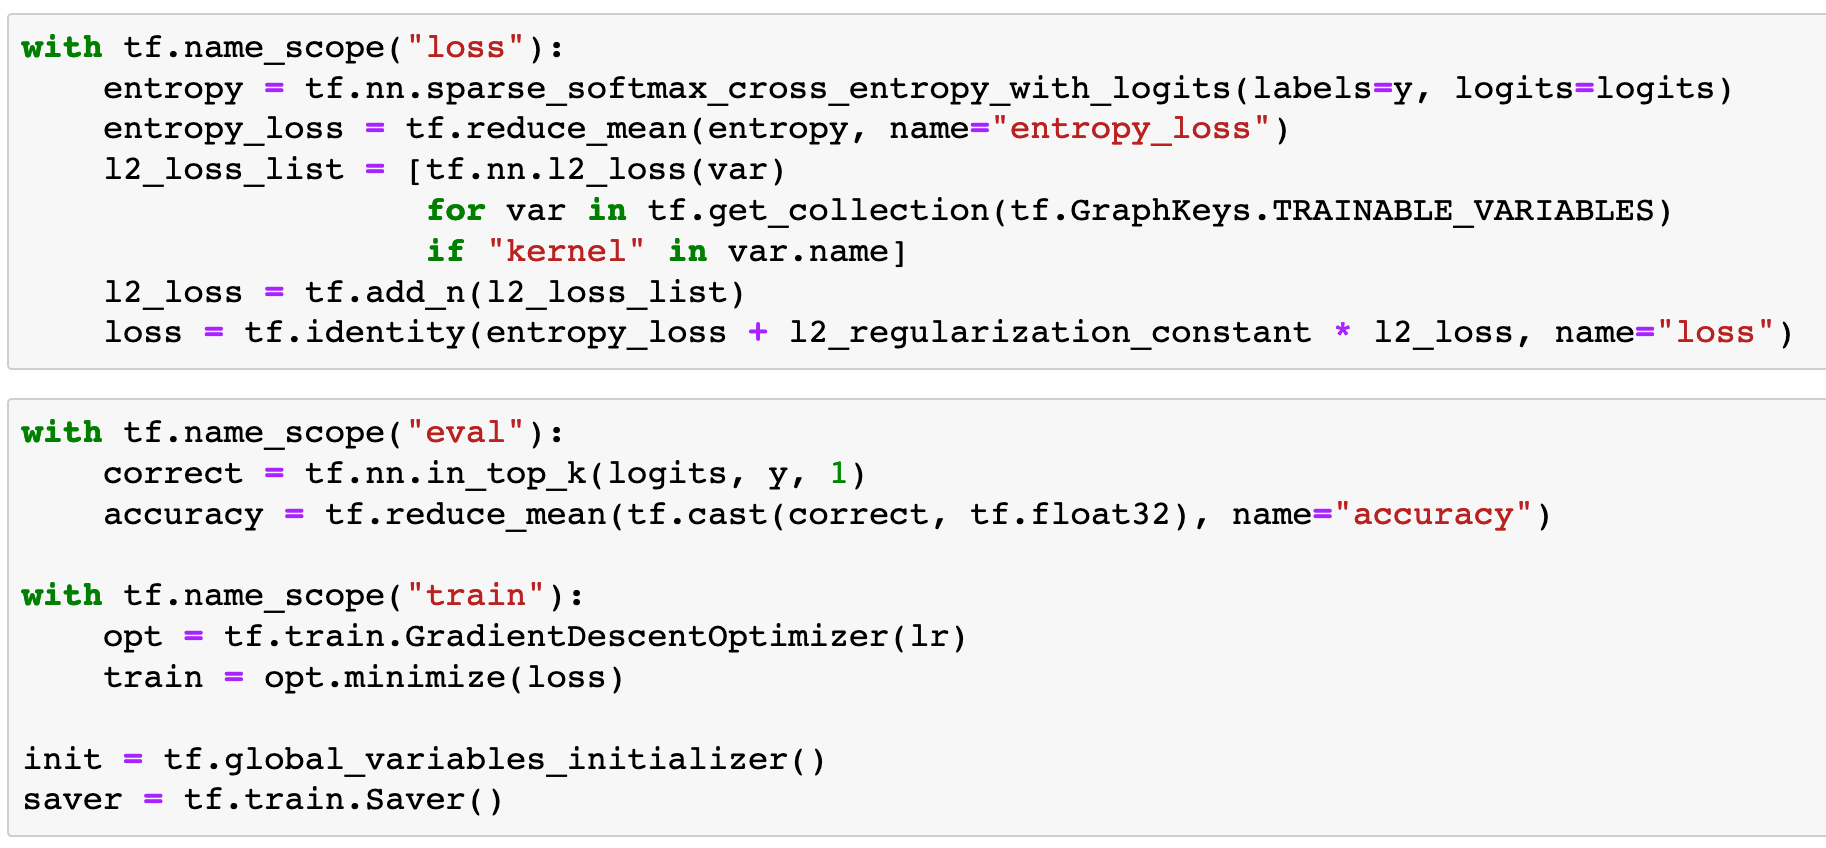 with tf.name_scope("loss"):
    entropy = tf.nn.sparse_softmax_cross_entropy_with_logits(labels=y, logits=logits)
    entropy_loss = tf.reduce_mean(entropy, name="entropy_loss")
    l2_loss_list = [tf.nn.l2_loss(var)
                    for var in tf.get_collection(tf.GraphKeys.TRAINABLE_VARIABLES)
                    if "kernel" in var.name]
    l2_loss = tf.add_n(l2_loss_list)
    loss = tf.identity(entropy_loss + l2_regularization_constant * l2_loss, name="loss")
with tf.name_scope("eval"):
    correct = tf.nn.in_top_k(logits, y, 1)
    accuracy = tf.reduce_mean(tf.cast(correct, tf.float32), name="accuracy")
with tf.name_scope("train"):
    opt = tf.train.GradientDescentOptimizer(lr)
    train = opt.minimize(loss)
init = tf.global_variables_initializer()
saver = tf.train.Saver()